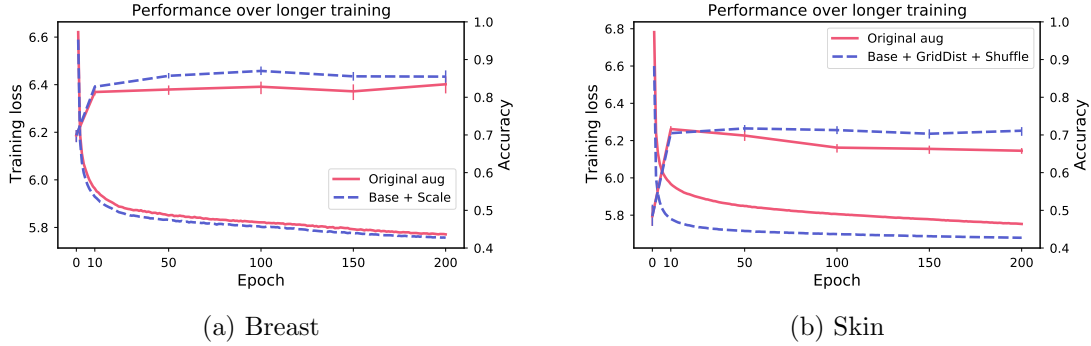 Performance over longer training
6.6
6.4
6.2
6.0
5.8
Training loss
1.0
0.9
0.8
0.7
0.6
0.5
0.4
Accuracy
Original aug
Base + Scale
0 10 50 100 150 200
Epoch
(a) Breast
Performance over longer training
6.8
6.6
6.4
6.2
6.0
5.8
Training loss
1.0
0.9
0.8
0.7
0.6
0.5
0.4
Accuracy
Original aug
Base + GridDist + Shuffle
0 10 50 100 150 200
Epoch
(b) Skin